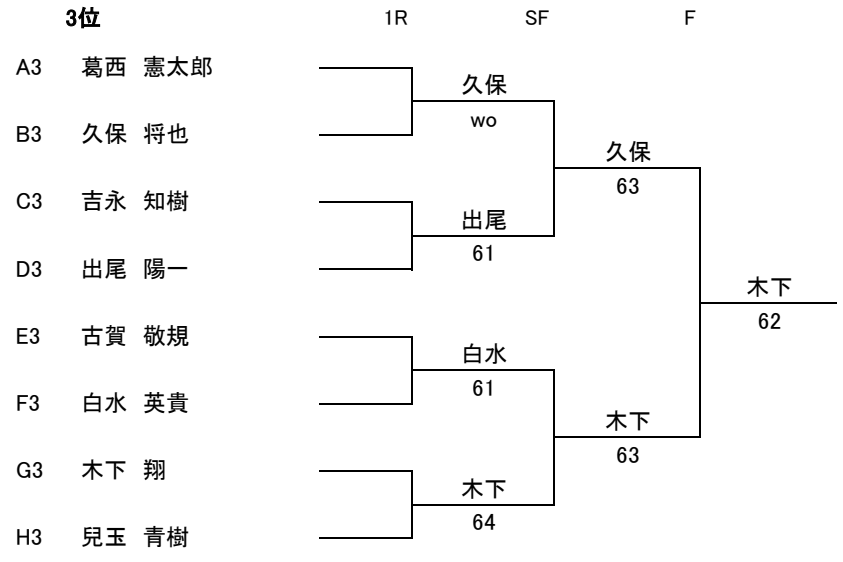 3位 1R SF F
A3 葛西 憲太郎
久保
B3 久保 将也
wo
久保
63
C3 吉永 知樹
出尾
61
D3 出尾 陽一
木下
62
E3 古賀 敬規
白水
61
F3 白水 英貴
木下
63
G3 木下 翔
木下
64
H3 兒玉 青樹